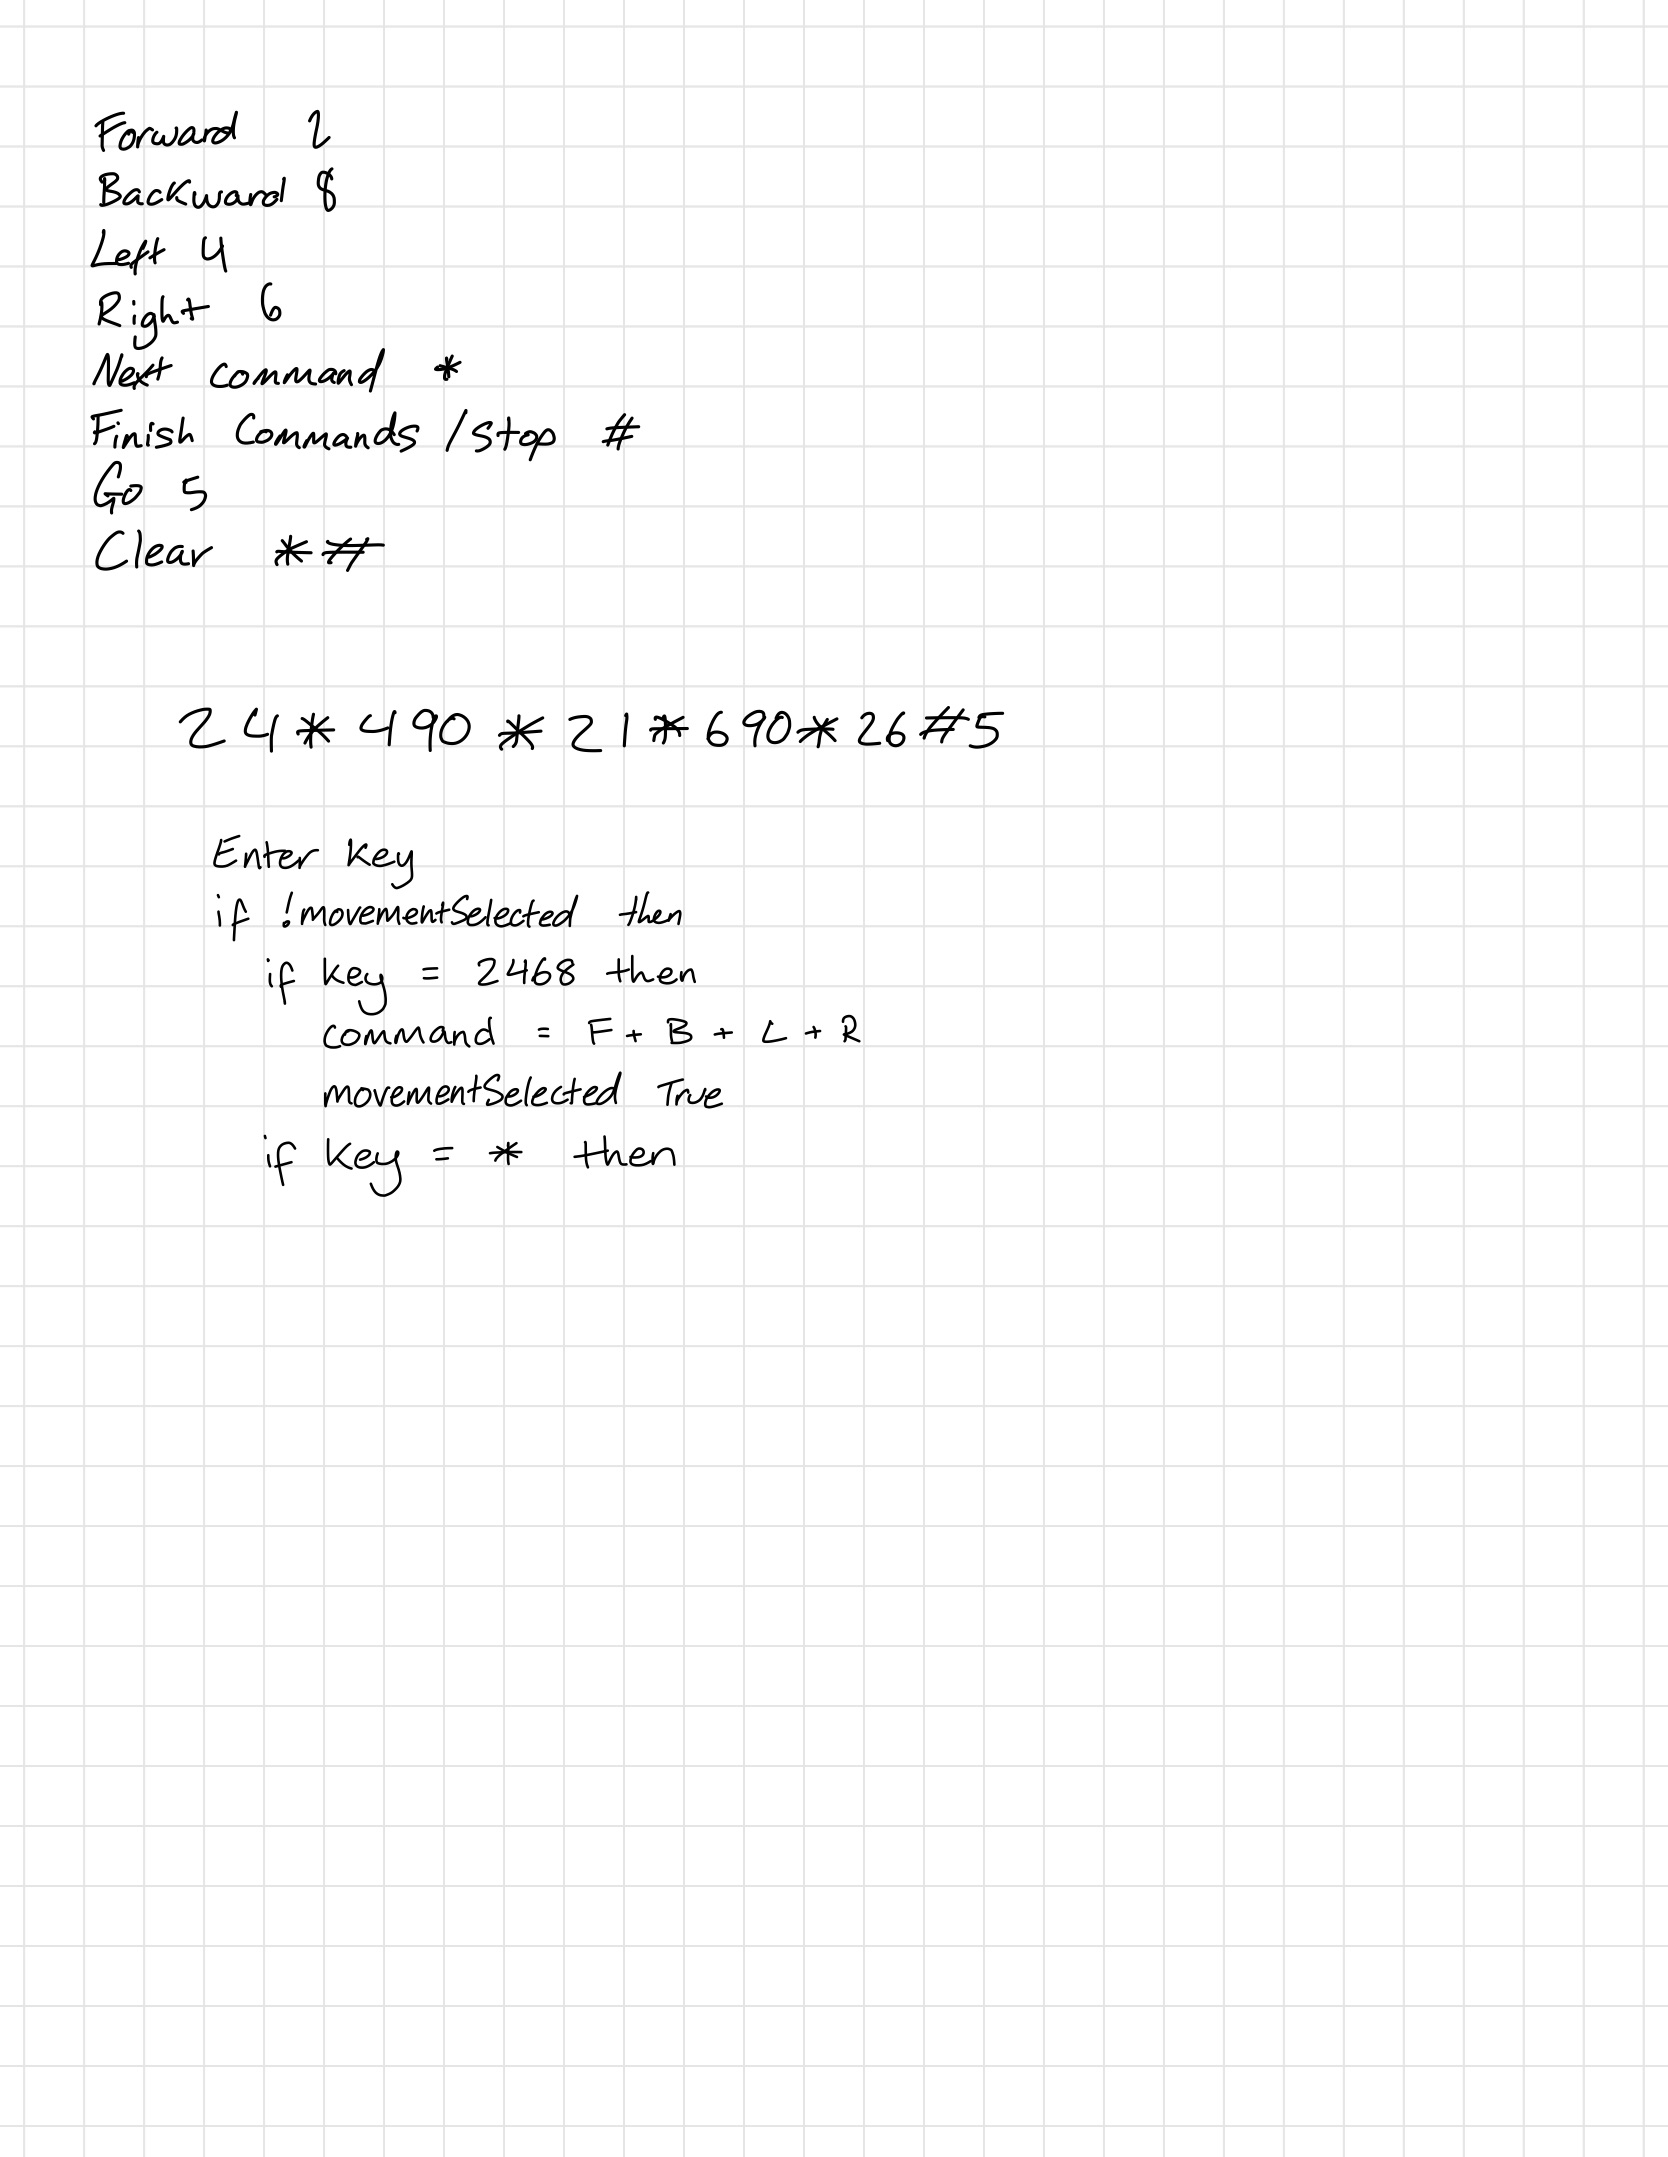 Forward 2
Backward 8
Left 4
Right 6
Next command *
Finish Commands /stop #
Go 5
Clear *#
24*490*21*690*26#5
Enter Key
if !movementSelected then
if key = 2468 then
command = F + B + L + R
movementSelected True
if key = * then